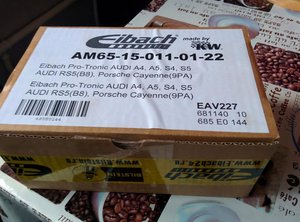 Eibach
made by
KW
AM65-15-011-01-22
Eibach Pro-Tronic AUDI A4, A5, S4, S5
AUDI RS5(B8), Porsche Cayenne(9PA)
Eibach Pro-Tronic AUDI A4, A5, S4, S5
AUDI RS5(B8), Porsche Cayenne(9PA)
EAV227
681140 10
685 E0 144
Eibach